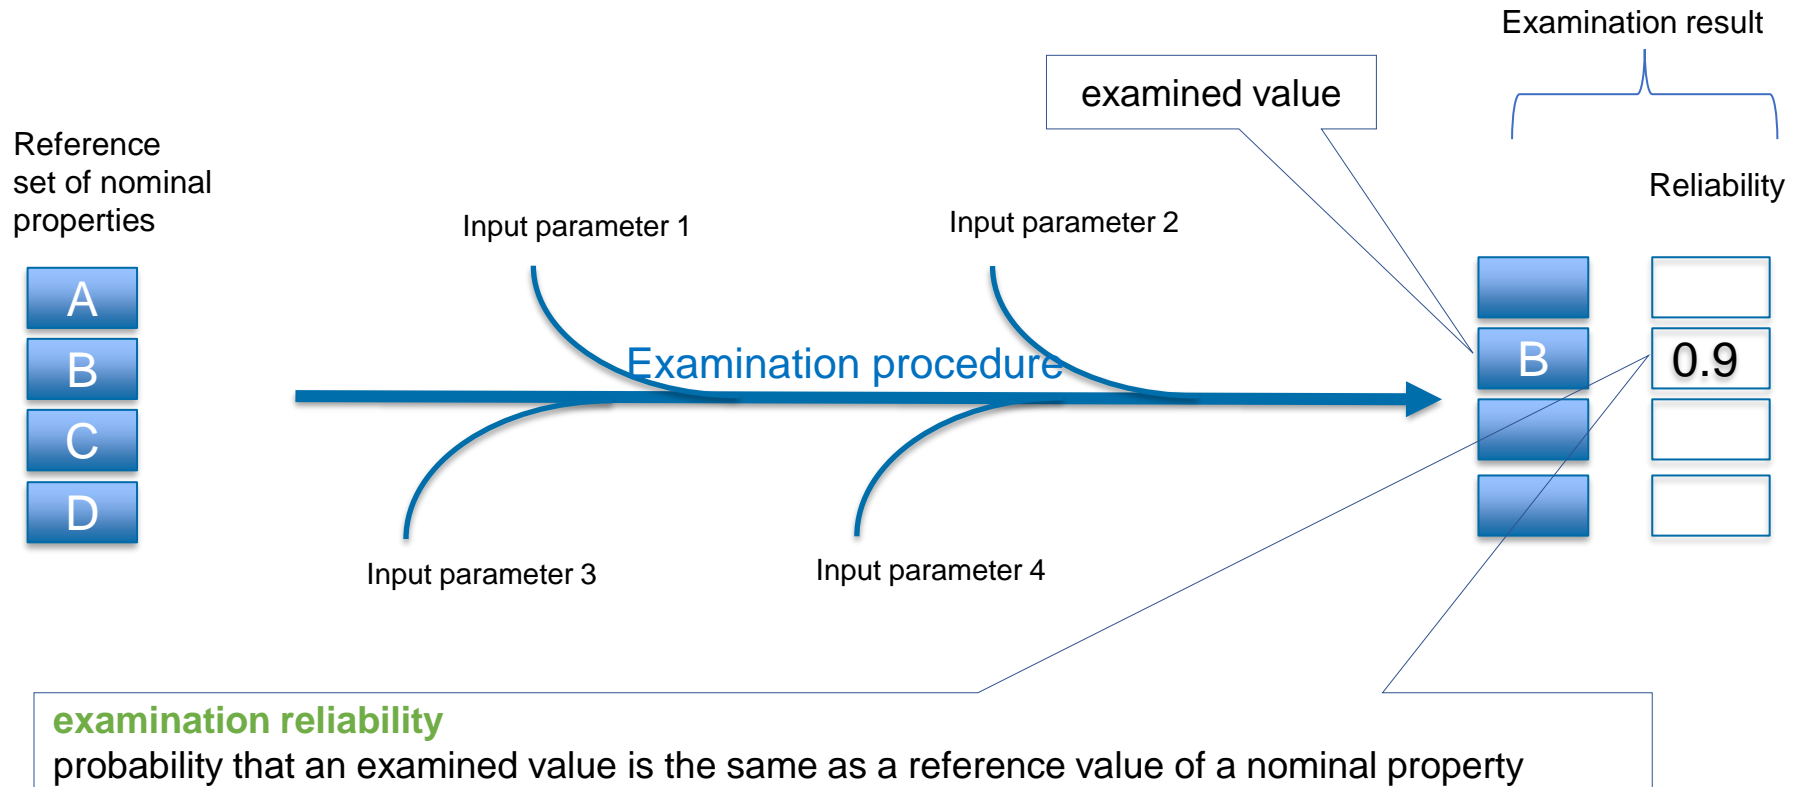 Examination result
examined value
Reference
set of nominal
properties
Reliability
Input parameter 1
Input parameter 2
A
B
C
D
Examination procedure
B
0.9
Input parameter 3
Input parameter 4
examination reliability
probability that an examined value is the same as a reference value of a nominal property